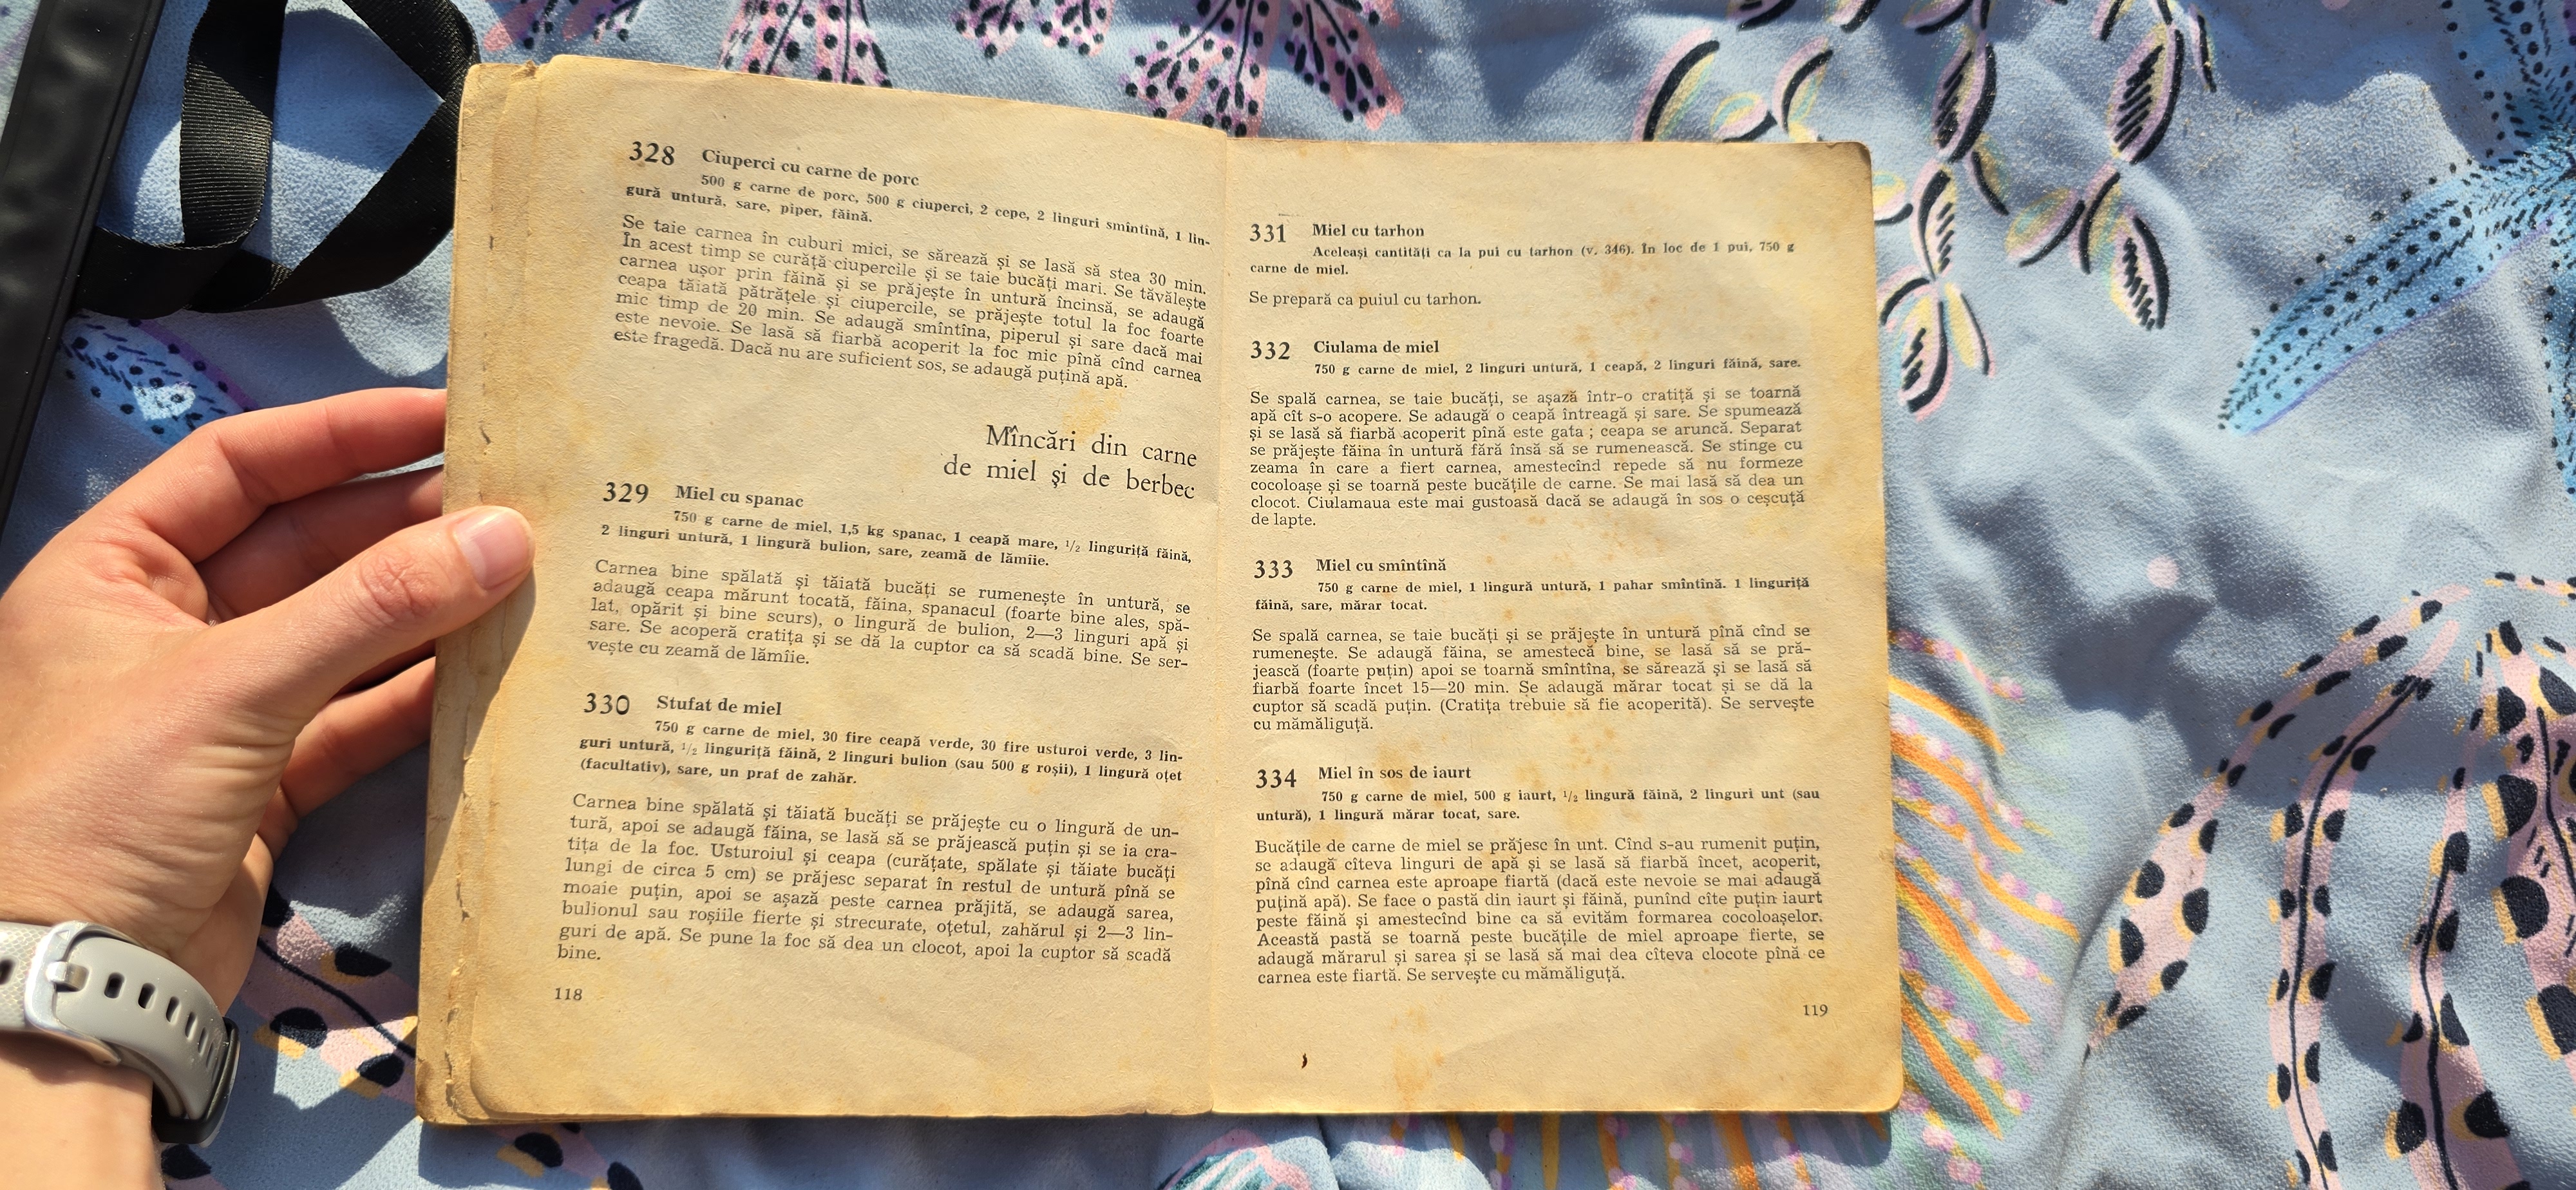 328 Ciuperci cu carne de porc
500 g carne de porc, 500 g ciuperci, 2 cepe, 2 linguri smîntînă, 1 lin-
gură untură, sare, piper, făină.
Se taie carnea în cuburi mici, se sărează și se lasă să stea 30 min.
În acest timp se curăță ciupercile și se taie bucăți mari. Se tăvălește
carnea ușor prin făină și se prăjește în untură încinsă, se adaugă
ceapa tăiată pătrățele și ciupercile, se prăjește totul la foc foarte
mic timp de 20 min. Se adaugă smîntîna, piperul și sare dacă mai
este nevoie. Se lasă să fiarbă acoperit la foc mic pînă cînd carnea
este fragedă. Dacă nu are suficient sos, se adaugă puțină apă.
Mîncări din carne
de miel și de berbec
329 Miel cu spanac
750 g carne de miel, 1,5 kg spanac, 1 ceapă mare, 1/2 linguriță făină,
2 linguri untură, 1 lingură bulion, sare, zeamă de lămîie.
Carnea bine spălată și tăiată bucăți se rumenește în untură, se
adaugă ceapa mărunt tocată, făina, spanacul (foarte bine ales, spă-
lat, opărit și bine scurs), o lingură de bulion, 2—3 linguri apă și
sare. Se acoperă cratița și se dă la cuptor ca să scadă bine. Se ser-
vește cu zeamă de lămîie.
330 Stufat de miel
750 g carne de miel, 30 fire ceapă verde, 30 fire usturoi verde, 3 lin-
guri untură, 1/2 linguriță făină, 2 linguri bulion (sau 500 g roșii), 1 lingură oțet
(facultativ), sare, un praf de zahăr.
Carnea bine spălată și tăiată bucăți se prăjește cu o lingură de un-
tură, apoi se adaugă făina, se lasă să se prăjească puțin și se ia cra-
tița de la foc. Usturoiul și ceapa (curățate, spălate și tăiate bucăți
lungi de circa 5 cm) se prăjesc separat în restul de untură pînă se
moaie puțin, apoi se așază peste carnea prăjită, se adaugă sarea,
bulionul sau roșiile fierte și strecurate, oțetul, zahărul și 2—3 lin-
guri de apă. Se pune la foc să dea un clocot, apoi la cuptor să scadă
bine.
118
331 Miel cu tarhon
Aceleași cantități ca la pui cu tarhon (v. 346). În loc de 1 pui, 750 g
carne de miel.
Se prepară ca puiul cu tarhon.
332 Ciulama de miel
750 g carne de miel, 2 linguri untură, 1 ceapă, 2 linguri făină, sare.
Se spală carnea, se taie bucăți, se așază într-o cratiță și se toarnă
apă cît s-o acopere. Se adaugă o ceapă întreagă și sare. Se spumează
și se lasă să fiarbă acoperit pînă este gata ; ceapa se aruncă. Separat
se prăjește făina în untură fără însă să se rumenească. Se stinge cu
zeama în care a fiert carnea, amestecînd repede să nu formeze
cocoloașe și se toarnă peste bucățile de carne. Se mai lasă să dea un
clocot. Ciulamaua este mai gustoasă dacă se adaugă în sos o ceșcuță
de lapte.
333 Miel cu smîntînă
750 g carne de miel, 1 lingură untură, 1 pahar smîntînă. 1 linguriță
făină, sare, mărar tocat.
Se spală carnea, se taie bucăți și se prăjește în untură pînă cînd se
rumenește. Se adaugă făina, se amestecă bine, se lasă să se pră-
jească (foarte puțin) apoi se toarnă smîntîna, se sărează și se lasă să
fiarbă foarte încet 15—20 min. Se adaugă mărar tocat și se dă la
cuptor să scadă puțin. (Cratița trebuie să fie acoperită). Se servește
cu mămăliguță.
334 Miel în sos de iaurt
750 g carne de miel, 500 g iaurt, 1/2 lingură făină, 2 linguri unt (sau
untură), 1 lingură mărar tocat, sare.
Bucățile de carne de miel se prăjesc în unt. Cînd s-au rumenit puțin,
se adaugă cîteva linguri de apă și se lasă să fiarbă încet, acoperit,
pînă cînd carnea este aproape fiartă (dacă este nevoie se mai adaugă
puțină apă). Se face o pastă din iaurt și făină, punînd cîte puțin iaurt
peste făină și amestecînd bine ca să evităm formarea cocoloașelor.
Această pastă se toarnă peste bucățile de miel aproape fierte, se
adaugă mărarul și sarea și se lasă să mai dea cîteva clocote pînă ce
carnea este fiartă. Se servește cu mămăliguță.
119